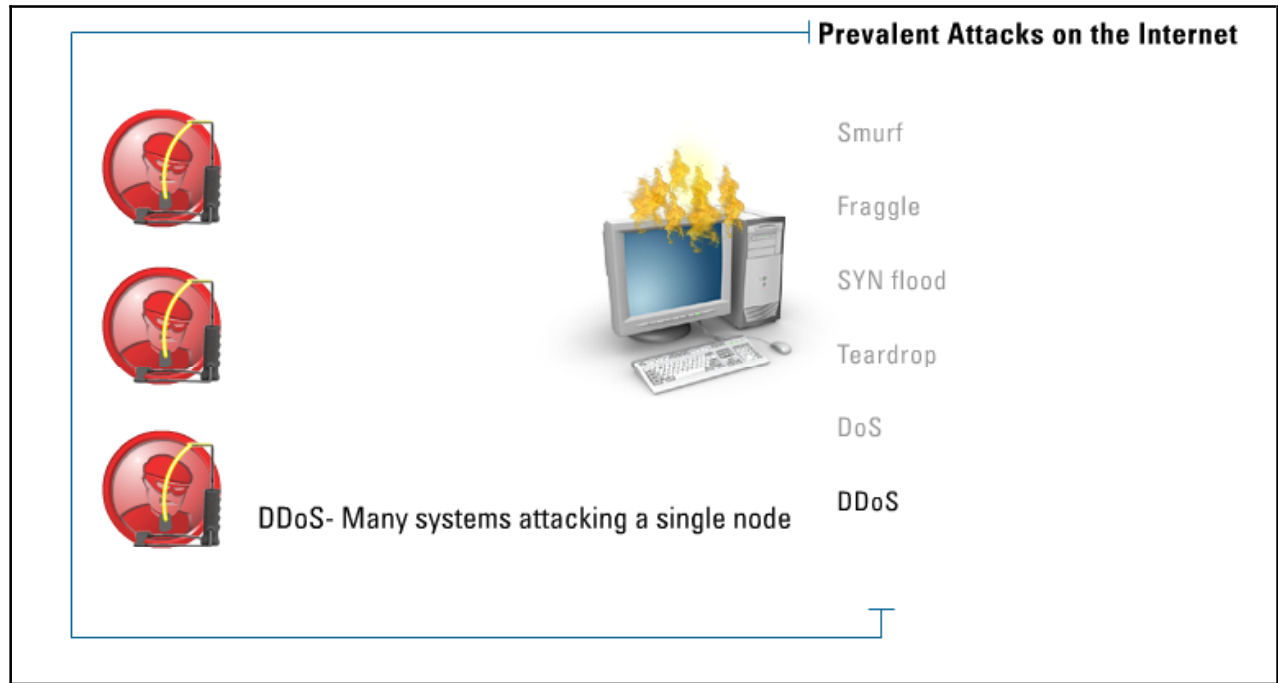 Prevalent Attacks on the Internet
Smurf
Fraggle
SYN flood
Teardrop
DoS
DDoS
DDoS- Many systems attacking a single node